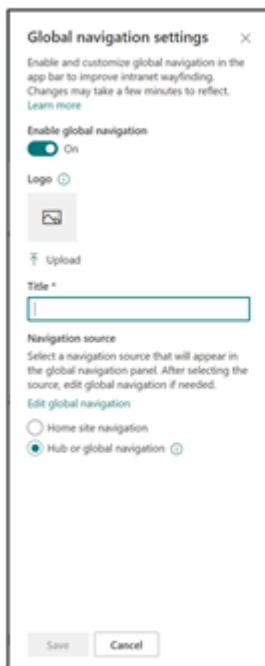 Global navigation settings
Enable and customize global navigation in the
app bar to improve intranet wayfinding.
Changes may take a few minutes to reflect.
Learn more
Enable global navigation
On
Logo
Upload
Title *
Navigation source
Select a navigation source that will appear in
the global navigation panel. After selecting the
source, edit global navigation if needed.
Edit global navigation
Home site navigation
Hub or global navigation
Save
Cancel